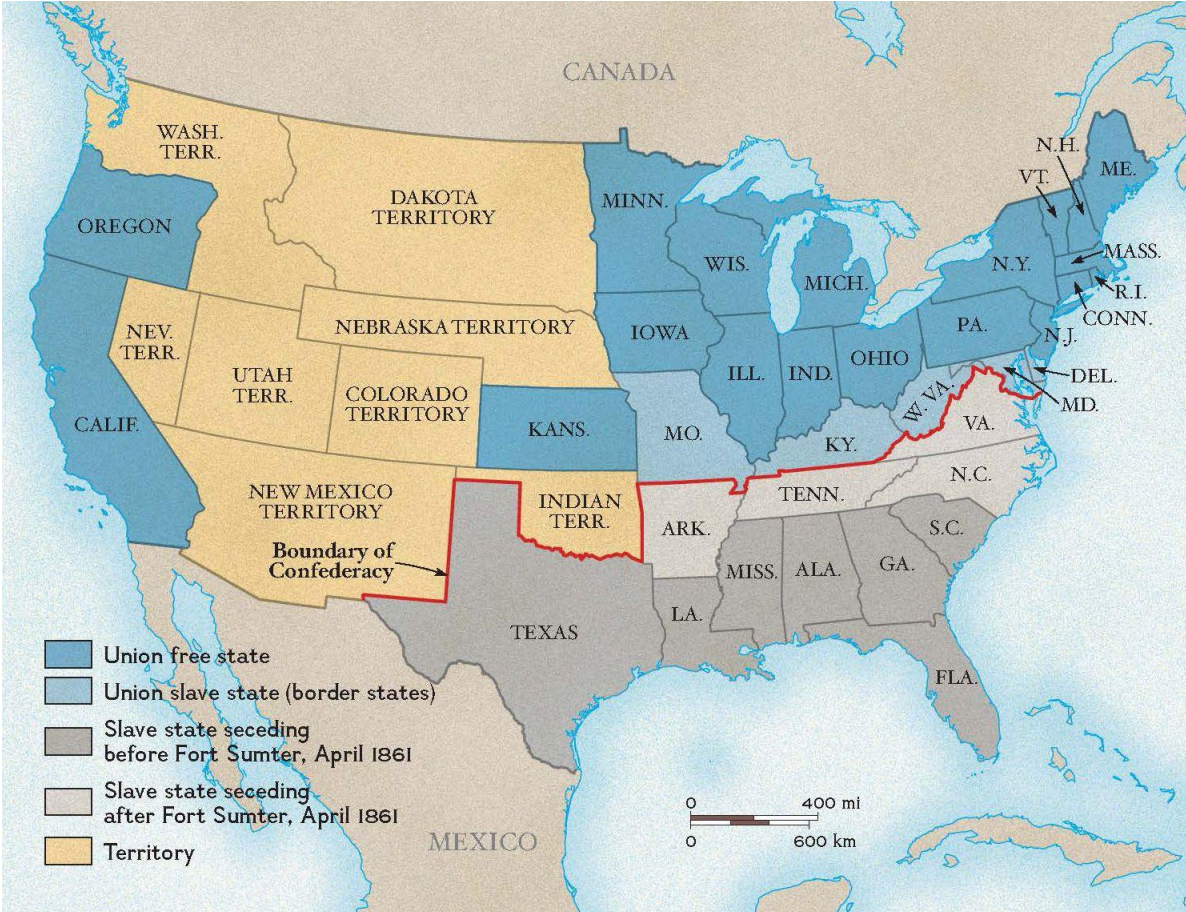 CANADA
WASH.
TERR.
DAKOTA
TERRITORY
MINN.
N.H.
VT.
ME.
OREGON
WIS.
MICH.
N.Y.
MASS.
R.I.
CONN.
NEV.
TERR.
NEBRASKA TERRITORY
IOWA
PA.
N.J.
UTAH
TERR.
COLORADO
TERRITORY
ILL.
IND.
OHIO
DEL.
MD.
CALIF.
KANS.
MO.
KY.
W. VA.
VA.
NEW MEXICO
TERRITORY
INDIAN
TERR.
TENN.
N.C.
ARK.
S.C.
Boundary of
Confederacy
MISS.
ALA.
GA.
LA.
TEXAS
FLA.
Union free state
Union slave state (border states)
Slave state seceding
before Fort Sumter, April 1861
Slave state seceding
after Fort Sumter, April 1861
Territory
MEXICO
0 400 mi
0 600 km